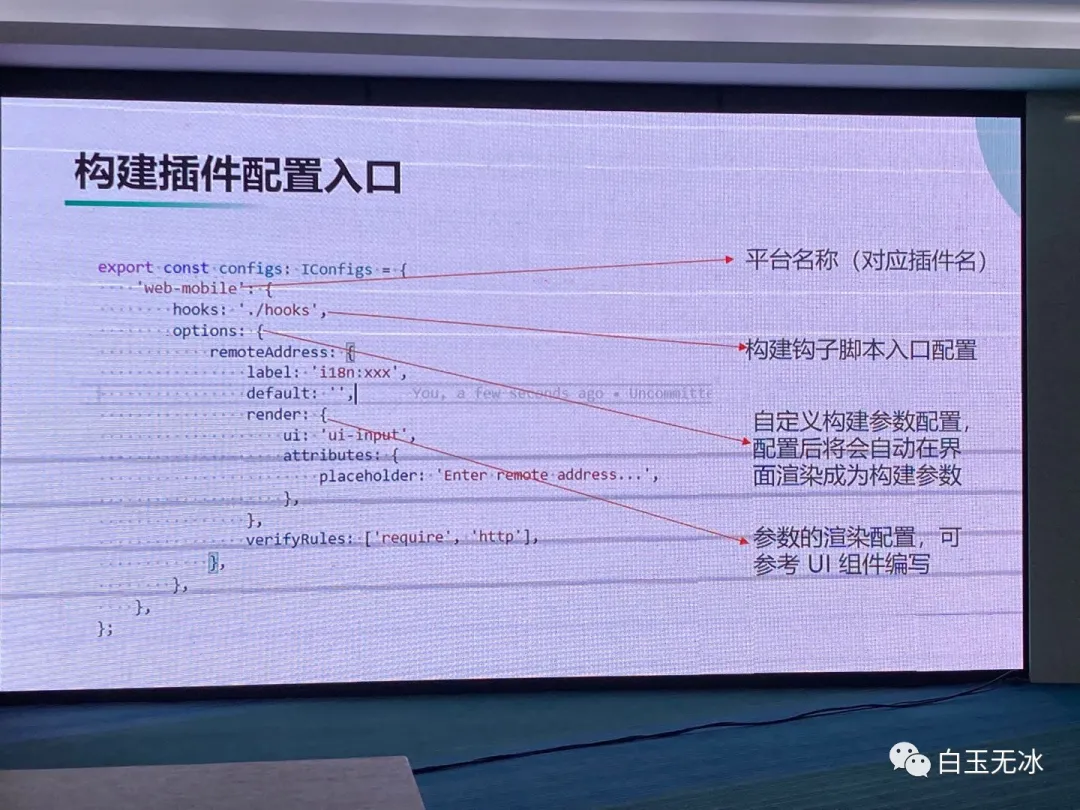 构建插件配置入口
export const configs: IConfigs = {
'web-mobile': {
hooks: './hooks',
options: {
remoteAddress: {
label: 'i18n:xxx',
default: '',
You, a few seconds ago • Uncommitte
render: {
ui: 'ui-input',
attributes: {
placeholder: 'Enter remote address...',
},
},
verifyRules: ['require', 'http'],
},
},
},
};
平台名称（对应插件名）
构建钩子脚本入口配置
自定义构建参数配置，
配置后将会自动在界
面渲染成为构建参数
参数的渲染配置，可
参考 UI 组件编写
白玉无冰